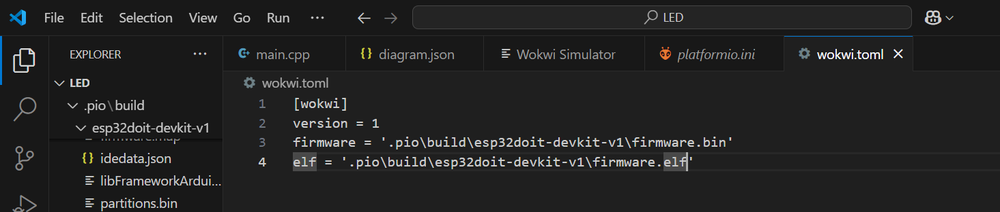 File Edit Selection View Go Run ··· LED
EXPLORER ···
main.cpp diagram.json Wokwi Simulator platformio.ini wokwi.toml
LED
.pio\build
esp32doit-devkit-v1
firmware.map
idedata.json
libFrameworkArdui...
partitions.bin
wokwi.toml
1 [wokwi]
2 version = 1
3 firmware = '.pio\build\esp32doit-devkit-v1\firmware.bin'
4 elf = '.pio\build\esp32doit-devkit-v1\firmware.elf'